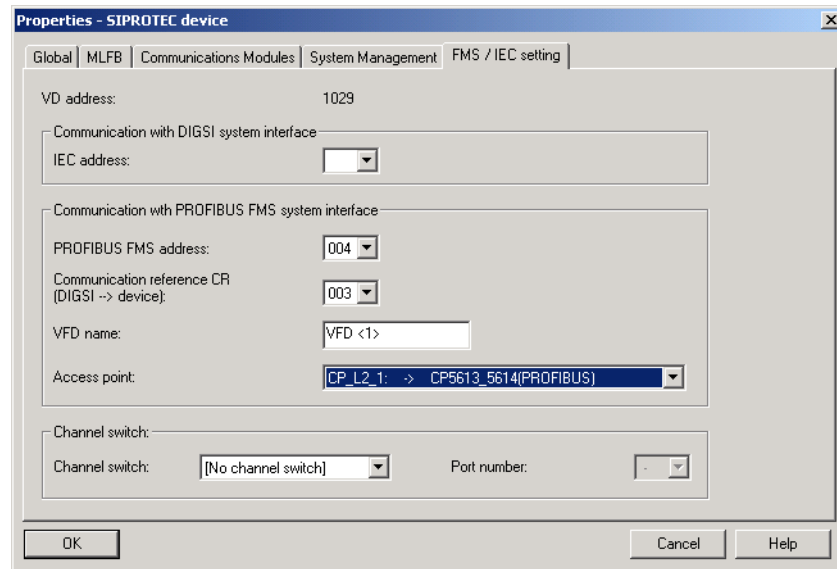 Properties - SIPROTEC device
Global MLFB Communications Modules System Management FMS / IEC setting
VD address: 1029
Communication with DIGSI system interface
IEC address:
Communication wth PROFIBUS FMS system interface
PROFIBUS FMS address: 004
Communication reference CR
(DIGSI --> device): 003
VFD name: VFD <1>
Access point: CP_L2_1: -> CP5613_5614(PROFIBUS)
Channel switch:
Channel switch: [No channel switch] Port number: -
OK Cancel Help